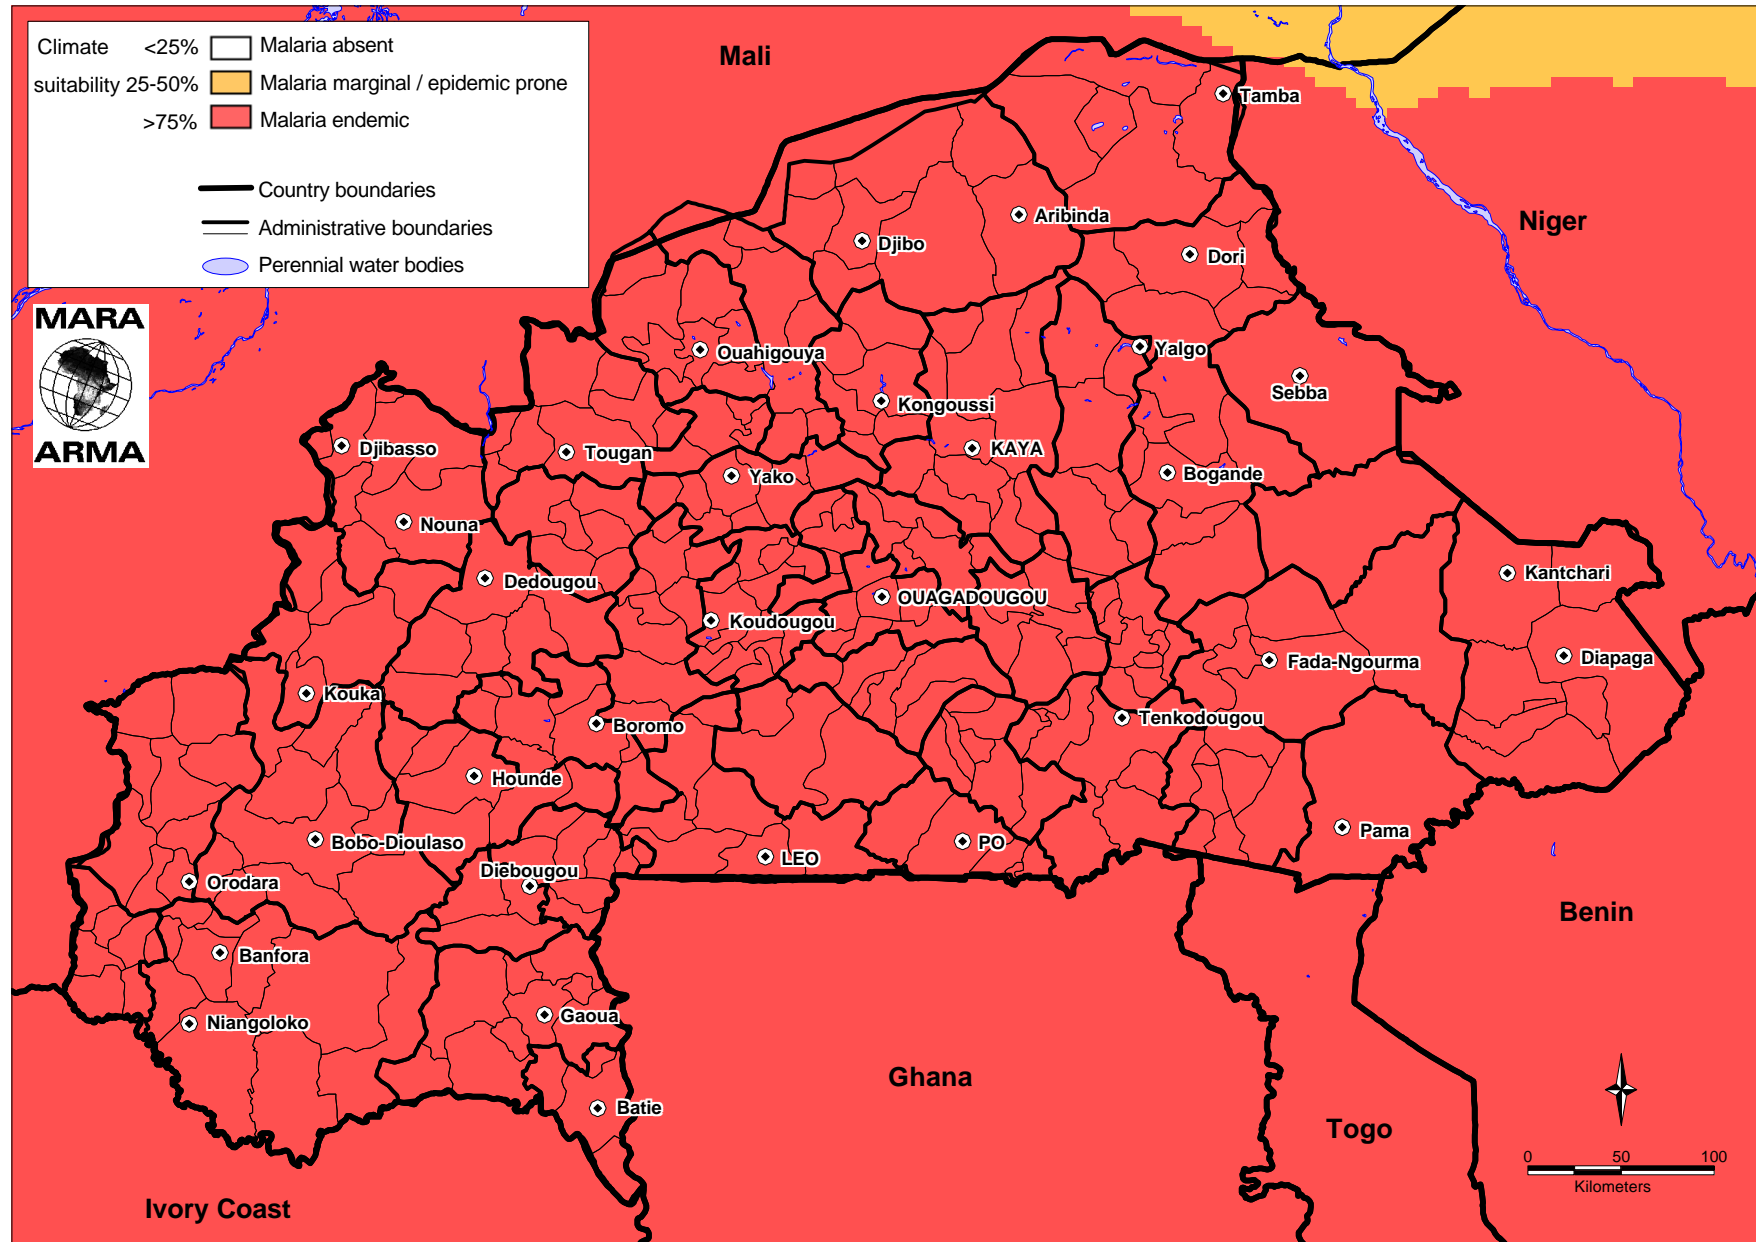 Climate <25% Malaria absent
suitability 25-50% Malaria marginal / epidemic prone
>75% Malaria endemic
Country boundaries
Administrative boundaries
Perennial water bodies
MARA
ARMA
Mali
Tamba
Niger
Aribinda
Djibo
Dori
Ouahigouya
Yalgo
Sebba
Kongoussi
Djibasso
Tougan
KAYA
Yako
Bogande
Nouna
Kantchari
Dedougou
OUAGADOUGOU
Koudougou
Fada-Ngourma
Diapaga
Kouka
Boromo
Tenkodougou
Hounde
Bobo-Dioulaso
PO
Pama
LEO
Diëbougou
Orodara
Benin
Banfora
Gaoua
Niangoloko
Ghana
Batie
Togo
0 50 100
Kilometers
Ivory Coast